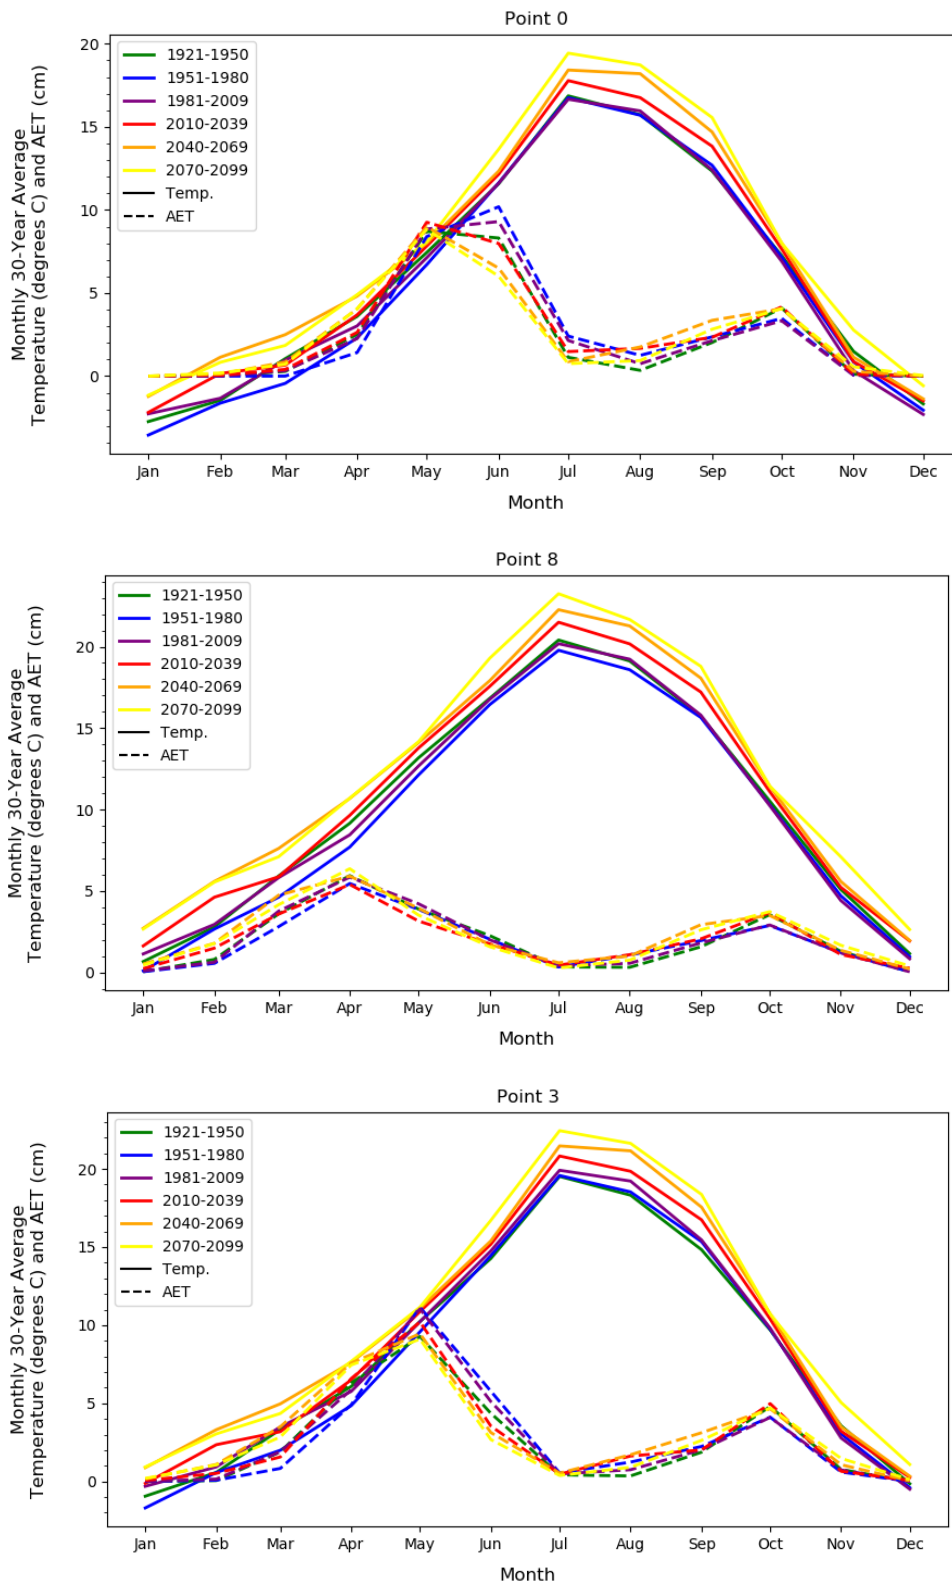 Point 0
Monthly 30-Year Average
Temperature (degrees C) and AET (cm)
20
15
10
5
0
1921-1950
1951-1980
1981-2009
2010-2039
2040-2069
2070-2099
Temp.
AET
Jan Feb Mar Apr May Jun Jul Aug Sep Oct Nov Dec
Month
Point 8
Monthly 30-Year Average
Temperature (degrees C) and AET (cm)
20
15
10
5
0
1921-1950
1951-1980
1981-2009
2010-2039
2040-2069
2070-2099
Temp.
AET
Jan Feb Mar Apr May Jun Jul Aug Sep Oct Nov Dec
Month
Point 3
Monthly 30-Year Average
Temperature (degrees C) and AET (cm)
20
15
10
5
0
1921-1950
1951-1980
1981-2009
2010-2039
2040-2069
2070-2099
Temp.
AET
Jan Feb Mar Apr May Jun Jul Aug Sep Oct Nov Dec
Month